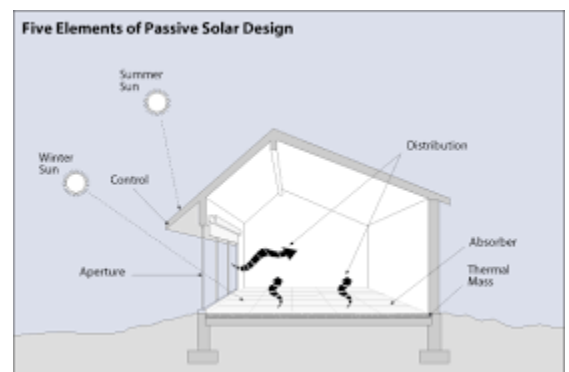 Five Elements of Passive Solar Design
Summer
Sun
Winter
Sun
Control
Distribution
Aperture
Absorber
Thermal
Mass